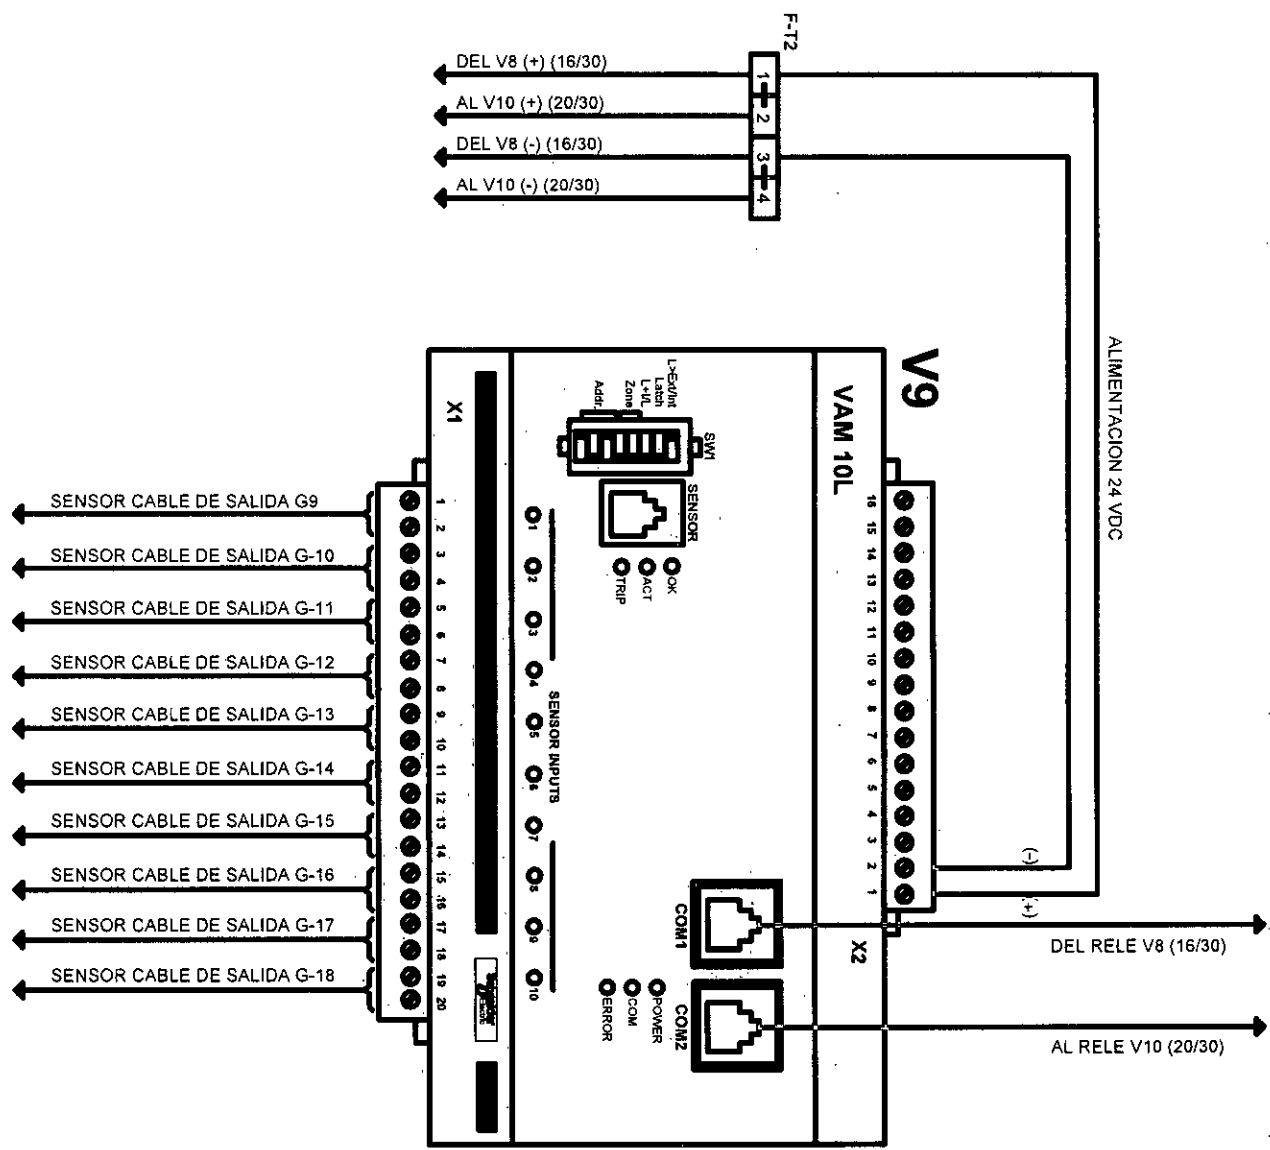 F-T2
DEL V8 (+) (16/30)
AL V10 (+) (20/30)
DEL V8 (-) (16/30)
AL V10 (-) (20/30)
1
2
3
4
ALIMENTACION 24 VDC
V9
VAM 10L
X1
L>Ext/Int
Latch
L+I/L
Zone
Addr.
SW1
SENSOR
OK
ACT
TRIP
SENSOR CABLE DE SALIDA G9
SENSOR CABLE DE SALIDA G-10
SENSOR CABLE DE SALIDA G-11
SENSOR CABLE DE SALIDA G-12
SENSOR CABLE DE SALIDA G-13
SENSOR CABLE DE SALIDA G-14
SENSOR CABLE DE SALIDA G-15
SENSOR CABLE DE SALIDA G-16
SENSOR CABLE DE SALIDA G-17
SENSOR CABLE DE SALIDA G-18
1
2
3
4
5
6
7
8
9
10
11
12
13
14
15
16
17
18
19
20
SENSOR INPUTS
1
2
3
4
5
6
7
8
9
10
16
15
14
13
12
11
10
9
8
7
6
5
4
3
2
1
(-)
(+)
COM1
X2
DEL RELE V8 (16/30)
COM2
AL RELE V10 (20/30)
POWER
COM
ERROR
Schneider
Electric